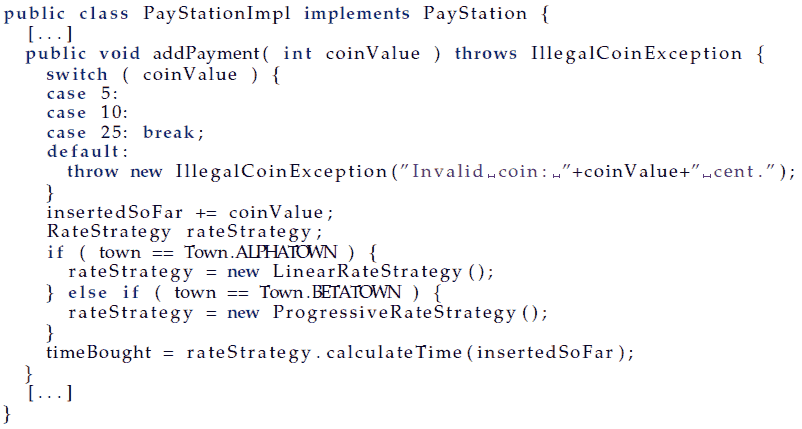 public class PayStationImpl implements PayStation {
[...]
public void addPayment( int coinValue ) throws IllegalCoinException {
switch ( coinValue ) {
case 5:
case 10:
case 25: break;
default:
throw new IllegalCoinException("Invalid␣coin:␣"+coinValue+"␣cent.");
}
insertedSoFar += coinValue;
RateStrategy rateStrategy;
if ( town == Town.ALPHATOWN ) {
rateStrategy = new LinearRateStrategy();
} else if ( town == Town.BETATOWN ) {
rateStrategy = new ProgressiveRateStrategy();
}
timeBought = rateStrategy.calculateTime(insertedSoFar);
}
[...]
}